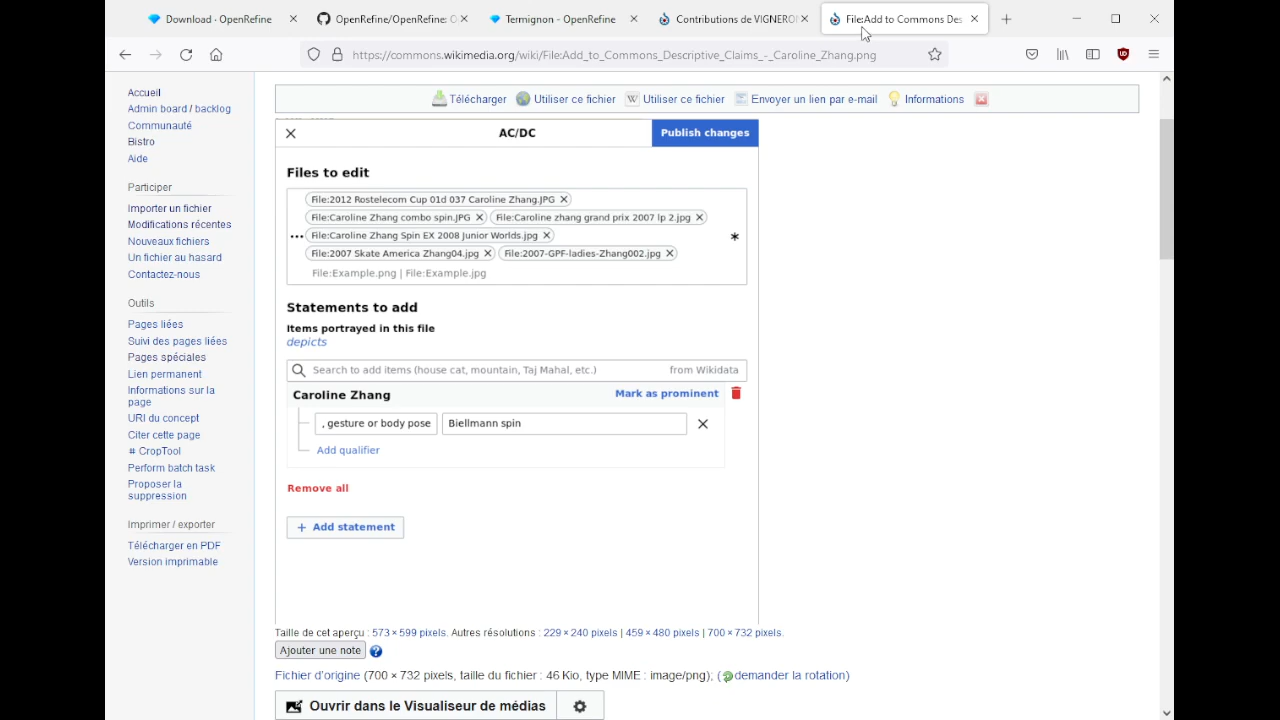 Download - OpenRefine
OpenRefine/OpenRefine: O
Termignon - OpenRefine
Contributions de VIGNERON
File:Add to Commons Des
https://commons.wikimedia.org/wiki/File:Add_to_Commons_Descriptive_Claims_-_Caroline_Zhang.png
Accueil
Admin board / backlog
Communauté
Bistro
Aide
Participer
Importer un fichier
Modifications récentes
Nouveaux fichiers
Un fichier au hasard
Contactez-nous
Outils
Pages liées
Suivi des pages liées
Pages spéciales
Lien permanent
Informations sur la
page
URI du concept
Citer cette page
# CropTool
Perform batch task
Proposer la
suppression
Imprimer / exporter
Télécharger en PDF
Version imprimable
Télécharger
Utiliser ce fichier
W Utiliser ce fichier
Envoyer un lien par e-mail
Informations
AC/DC
Publish changes
Files to edit
File:2012 Rostelecom Cup 01d 037 Caroline Zhang.JPG
File:Caroline Zhang combo spin.JPG File:Caroline zhang grand prix 2007 lp 2.jpg
File:Caroline Zhang Spin EX 2008 Junior Worlds.jpg
File:2007 Skate America Zhang04.jpg File:2007-GPF-ladies-Zhang002.jpg
File:Example.png | File:Example.jpg
Statements to add
Items portrayed in this file
depicts
Search to add items (house cat, mountain, Taj Mahal, etc.) from Wikidata
Caroline Zhang Mark as prominent
, gesture or body pose Biellmann spin
Add qualifier
Remove all
+ Add statement
Taille de cet aperçu : 573 × 599 pixels. Autres résolutions : 229 × 240 pixels | 459 × 480 pixels | 700 × 732 pixels.
Ajouter une note ?
Fichier d'origine (700 × 732 pixels, taille du fichier : 46 Kio, type MIME : image/png); (demander la rotation)
Ouvrir dans le Visualiseur de médias